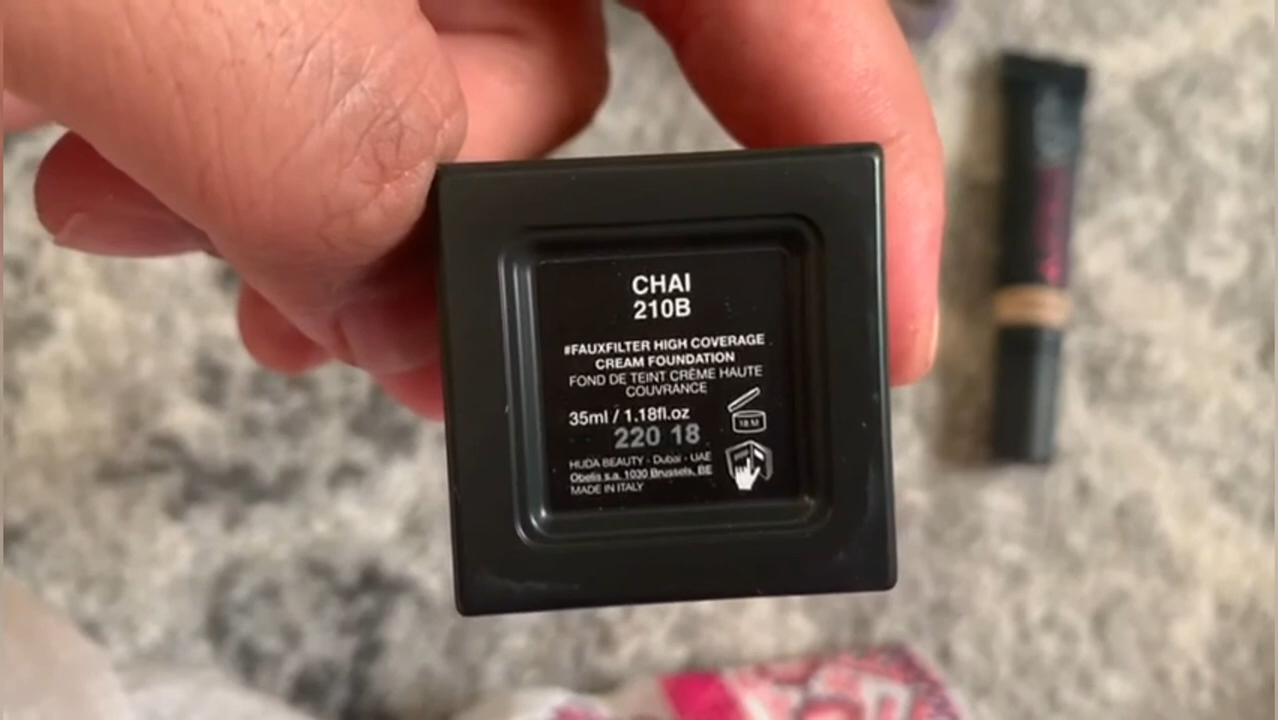 CHAI
210B
#FAUXFILTER HIGH COVERAGE
CREAM FOUNDATION
FOND DE TEINT CRÈME HAUTE
COUVRANCE
35ml / 1.18fl.oz
18 M
220 18
HUDA BEAUTY - Dubai - UAE
Obelis s.a. 1030 Brussels, BE
MADE IN ITALY